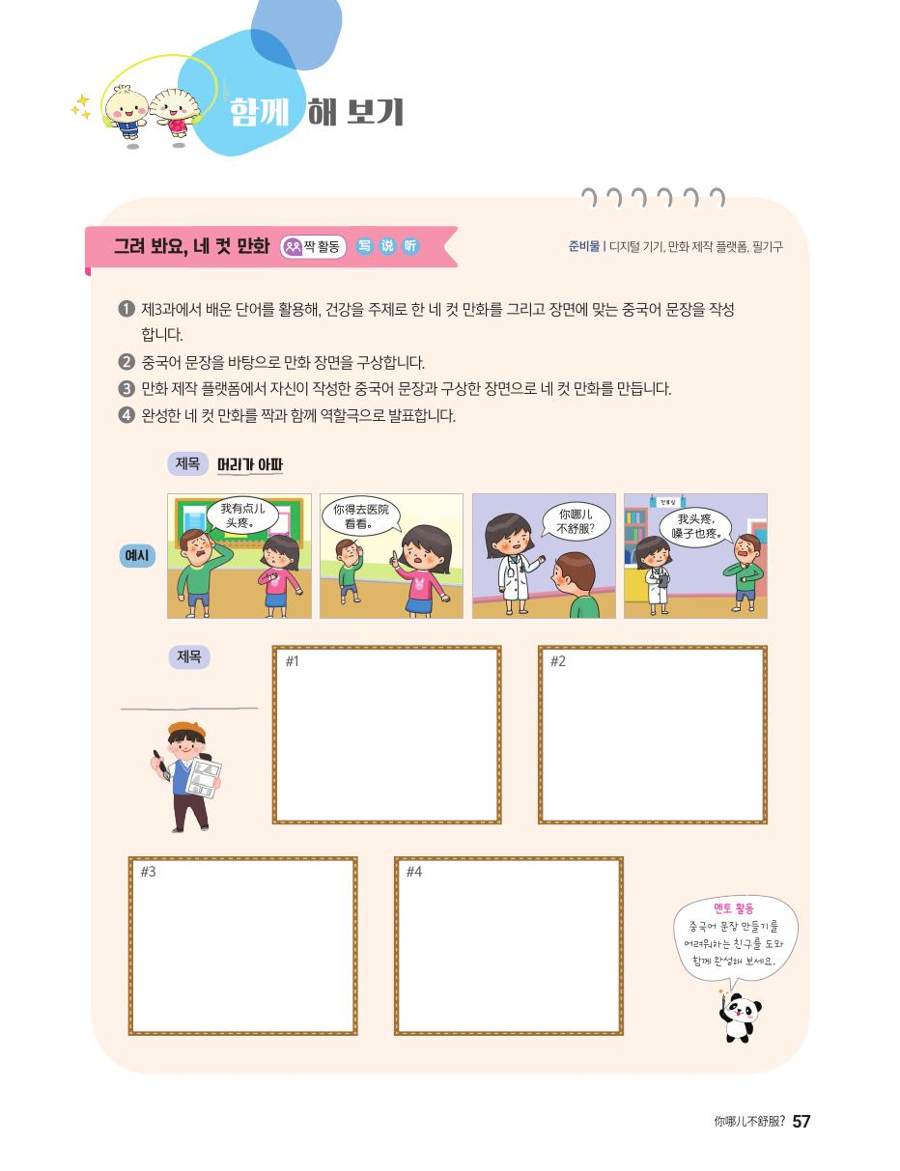 함께 해 보기
그려 봐요, 네 컷 만화
짝 활동
写 说 听
준비물 | 디지털 기기, 만화 제작 플랫폼, 필기구
1 제3과에서 배운 단어를 활용해, 건강을 주제로 한 네 컷 만화를 그리고 장면에 맞는 중국어 문장을 작성
합니다.
2 중국어 문장을 바탕으로 만화 장면을 구상합니다.
3 만화 제작 플랫폼에서 자신이 작성한 중국어 문장과 구상한 장면으로 네 컷 만화를 만듭니다.
4 완성한 네 컷 만화를 짝과 함께 역할극으로 발표합니다.
제목 머리가 아파
예시
我有点儿
头疼。
你得去医院
看看。
你哪儿
不舒服?
진료실
我头疼,
嗓子也疼。
제목
#1
#2
#3
#4
멘토 활동
중국어 문장 만들기를
어려워하는 친구를 도와
함께 완성해 보세요.
你哪儿不舒服? 57